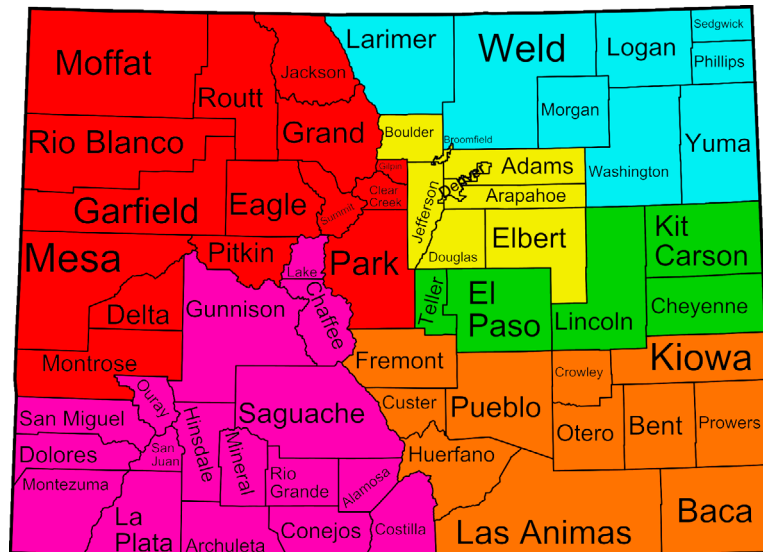 Moffat
Routt
Jackson
Larimer
Weld
Logan
Sedgwick
Phillips
Morgan
Rio Blanco
Grand
Boulder
Broomfield
Washington
Yuma
Garfield
Eagle
Summit
Gilpin
Clear
Creek
Jefferson
Denver
Adams
Arapahoe
Mesa
Pitkin
Lake
Park
Douglas
Elbert
Kit
Carson
Delta
Gunnison
Chaffee
Teller
El
Paso
Lincoln
Cheyenne
Montrose
Fremont
Crowley
Kiowa
San Miguel
Ouray
Hinsdale
Saguache
Custer
Pueblo
Otero
Bent
Prowers
Dolores
San
Juan
Mineral
Rio
Grande
Alamosa
Huerfano
Montezuma
La
Plata
Archuleta
Conejos
Costilla
Las Animas
Baca